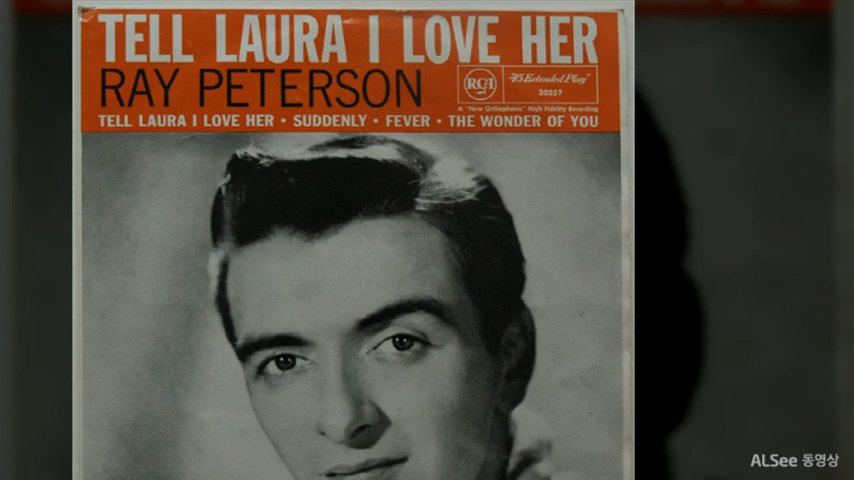 TELL LAURA I LOVE HER
RAY PETERSON
RCA
45 Extended Play
20257
A "New Orthophonic" High Fidelity Recording
TELL LAURA I LOVE HER • SUDDENLY • FEVER • THE WONDER OF YOU
ALSee 동영상